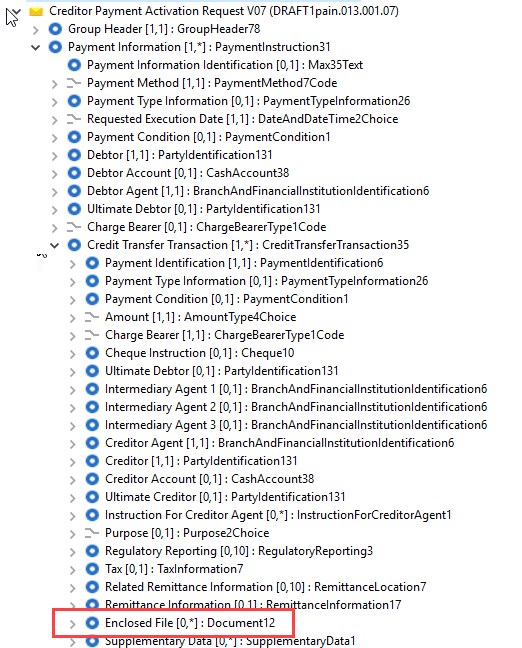 Creditor Payment Activation Request V07 (DRAFT1pain.013.001.07)
Group Header [1,1] : GroupHeader78
Payment Information [1,*] : PaymentInstruction31
Payment Information Identification [0,1] : Max35Text
Payment Method [1,1] : PaymentMethod7Code
Payment Type Information [0,1] : PaymentTypeInformation26
Requested Execution Date [1,1] : DateAndDateTime2Choice
Payment Condition [0,1] : PaymentCondition1
Debtor [1,1] : PartyIdentification131
Debtor Account [0,1] : CashAccount38
Debtor Agent [1,1] : BranchAndFinancialInstitutionIdentification6
Ultimate Debtor [0,1] : PartyIdentification131
Charge Bearer [0,1] : ChargeBearerType1Code
Credit Transfer Transaction [1,*] : CreditTransferTransaction35
Payment Identification [1,1] : PaymentIdentification6
Payment Type Information [0,1] : PaymentTypeInformation26
Payment Condition [0,1] : PaymentCondition1
Amount [1,1] : AmountType4Choice
Charge Bearer [1,1] : ChargeBearerType1Code
Cheque Instruction [0,1] : Cheque10
Ultimate Debtor [0,1] : PartyIdentification131
Intermediary Agent 1 [0,1] : BranchAndFinancialInstitutionIdentification6
Intermediary Agent 2 [0,1] : BranchAndFinancialInstitutionIdentification6
Intermediary Agent 3 [0,1] : BranchAndFinancialInstitutionIdentification6
Creditor Agent [1,1] : BranchAndFinancialInstitutionIdentification6
Creditor [1,1] : PartyIdentification131
Creditor Account [0,1] : CashAccount38
Ultimate Creditor [0,1] : PartyIdentification131
Instruction For Creditor Agent [0,*] : InstructionForCreditorAgent1
Purpose [0,1] : Purpose2Choice
Regulatory Reporting [0,10] : RegulatoryReporting3
Tax [0,1] : TaxInformation7
Related Remittance Information [0,10] : RemittanceLocation7
Remittance Information [0,1] : RemittanceInformation17
Enclosed File [0,*] : Document12
Supplementary Data [0,*] : SupplementaryData1